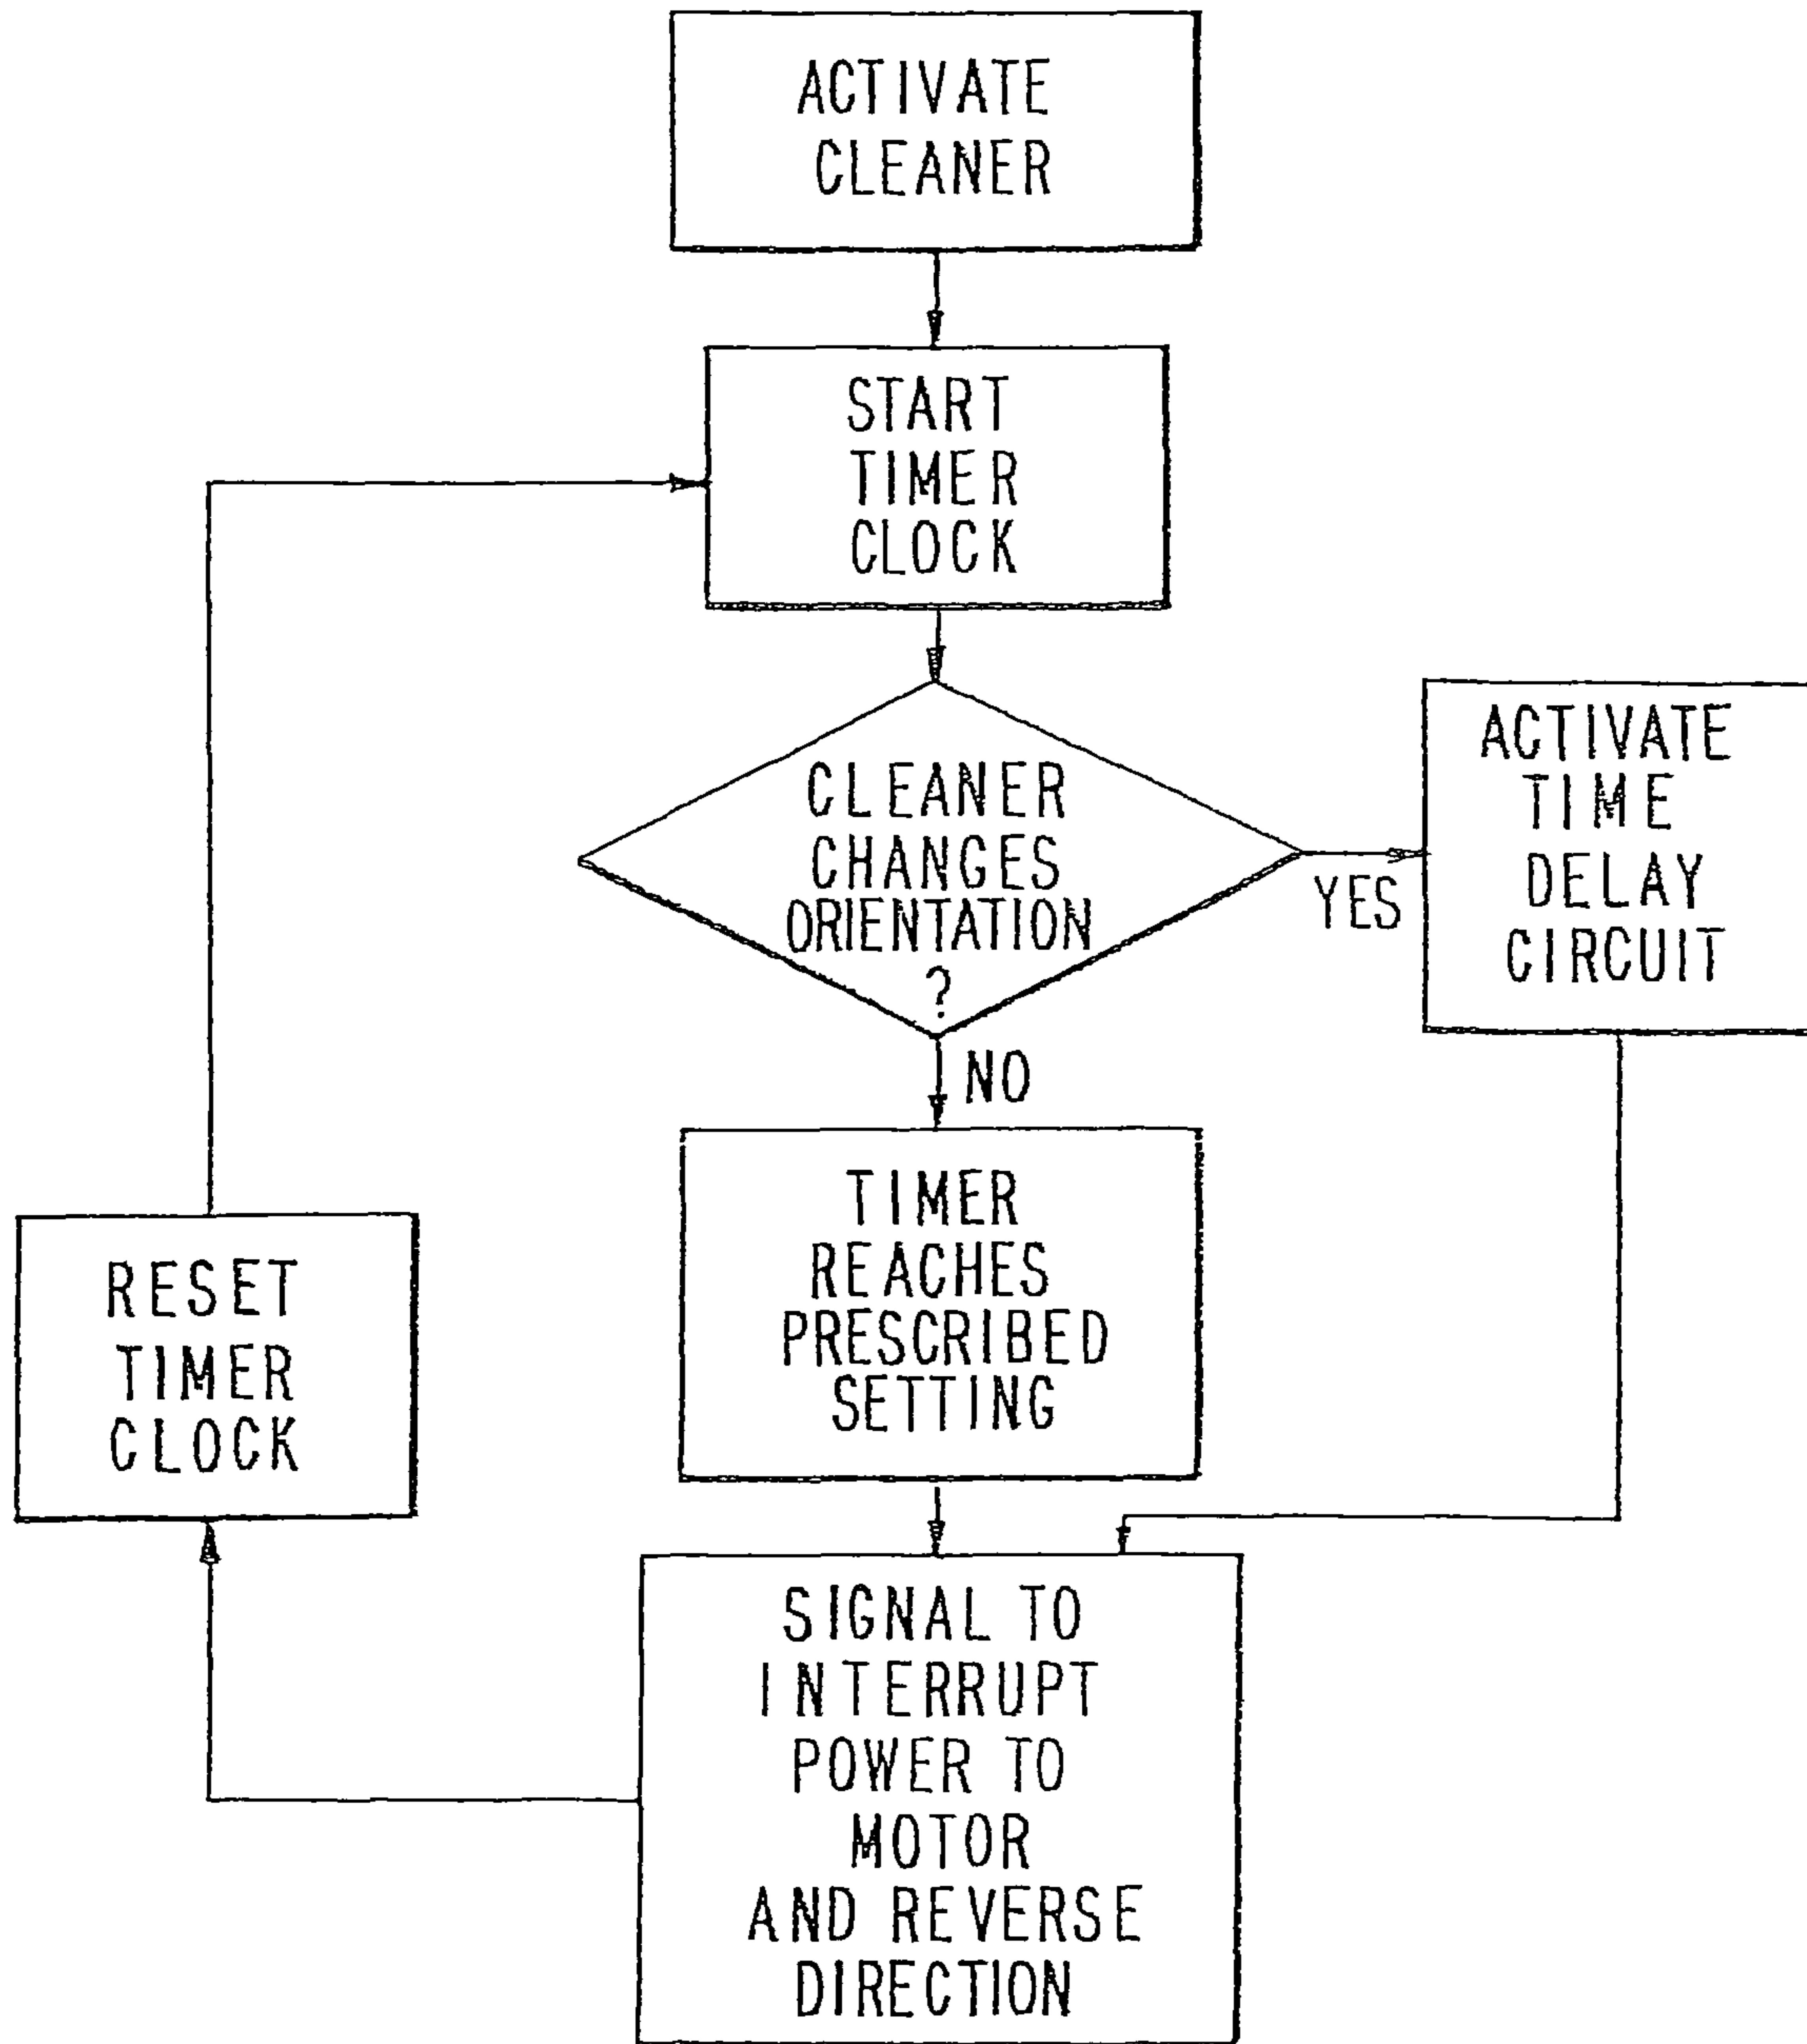 ACTIVATE
CLEANER
START
TIMER
CLOCK
CLEANER
CHANGES
ORIENTATION
?
YES
ACTIVATE
TIME
DELAY
CIRCUIT
NO
TIMER
REACHES
PRESCRIBED
SETTING
RESET
TIMER
CLOCK
SIGNAL TO
INTERRUPT
POWER TO
MOTOR
AND REVERSE
DIRECTION